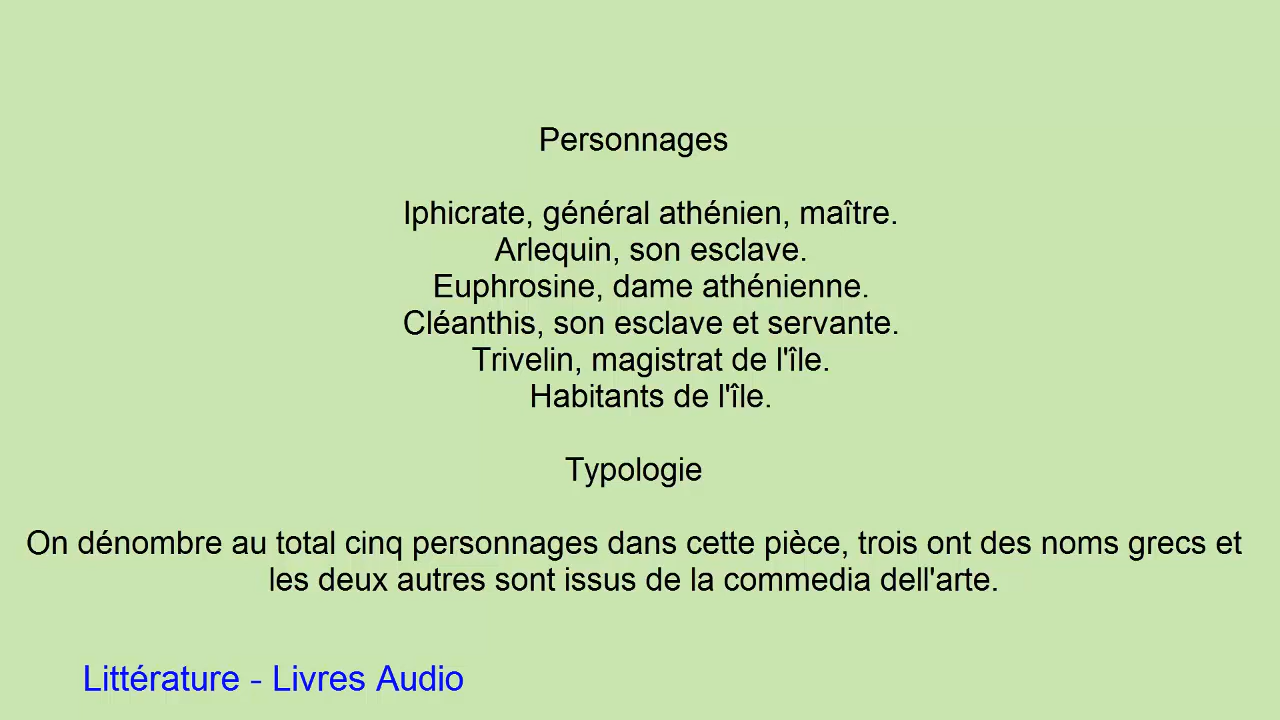 Personnages
Iphicrate, général athénien, maître.
Arlequin, son esclave.
Euphrosine, dame athénienne.
Cléanthis, son esclave et servante.
Trivelin, magistrat de l'île.
Habitants de l'île.
Typologie
On dénombre au total cinq personnages dans cette pièce, trois ont des noms grecs et
les deux autres sont issus de la commedia dell'arte.
Littérature - Livres Audio